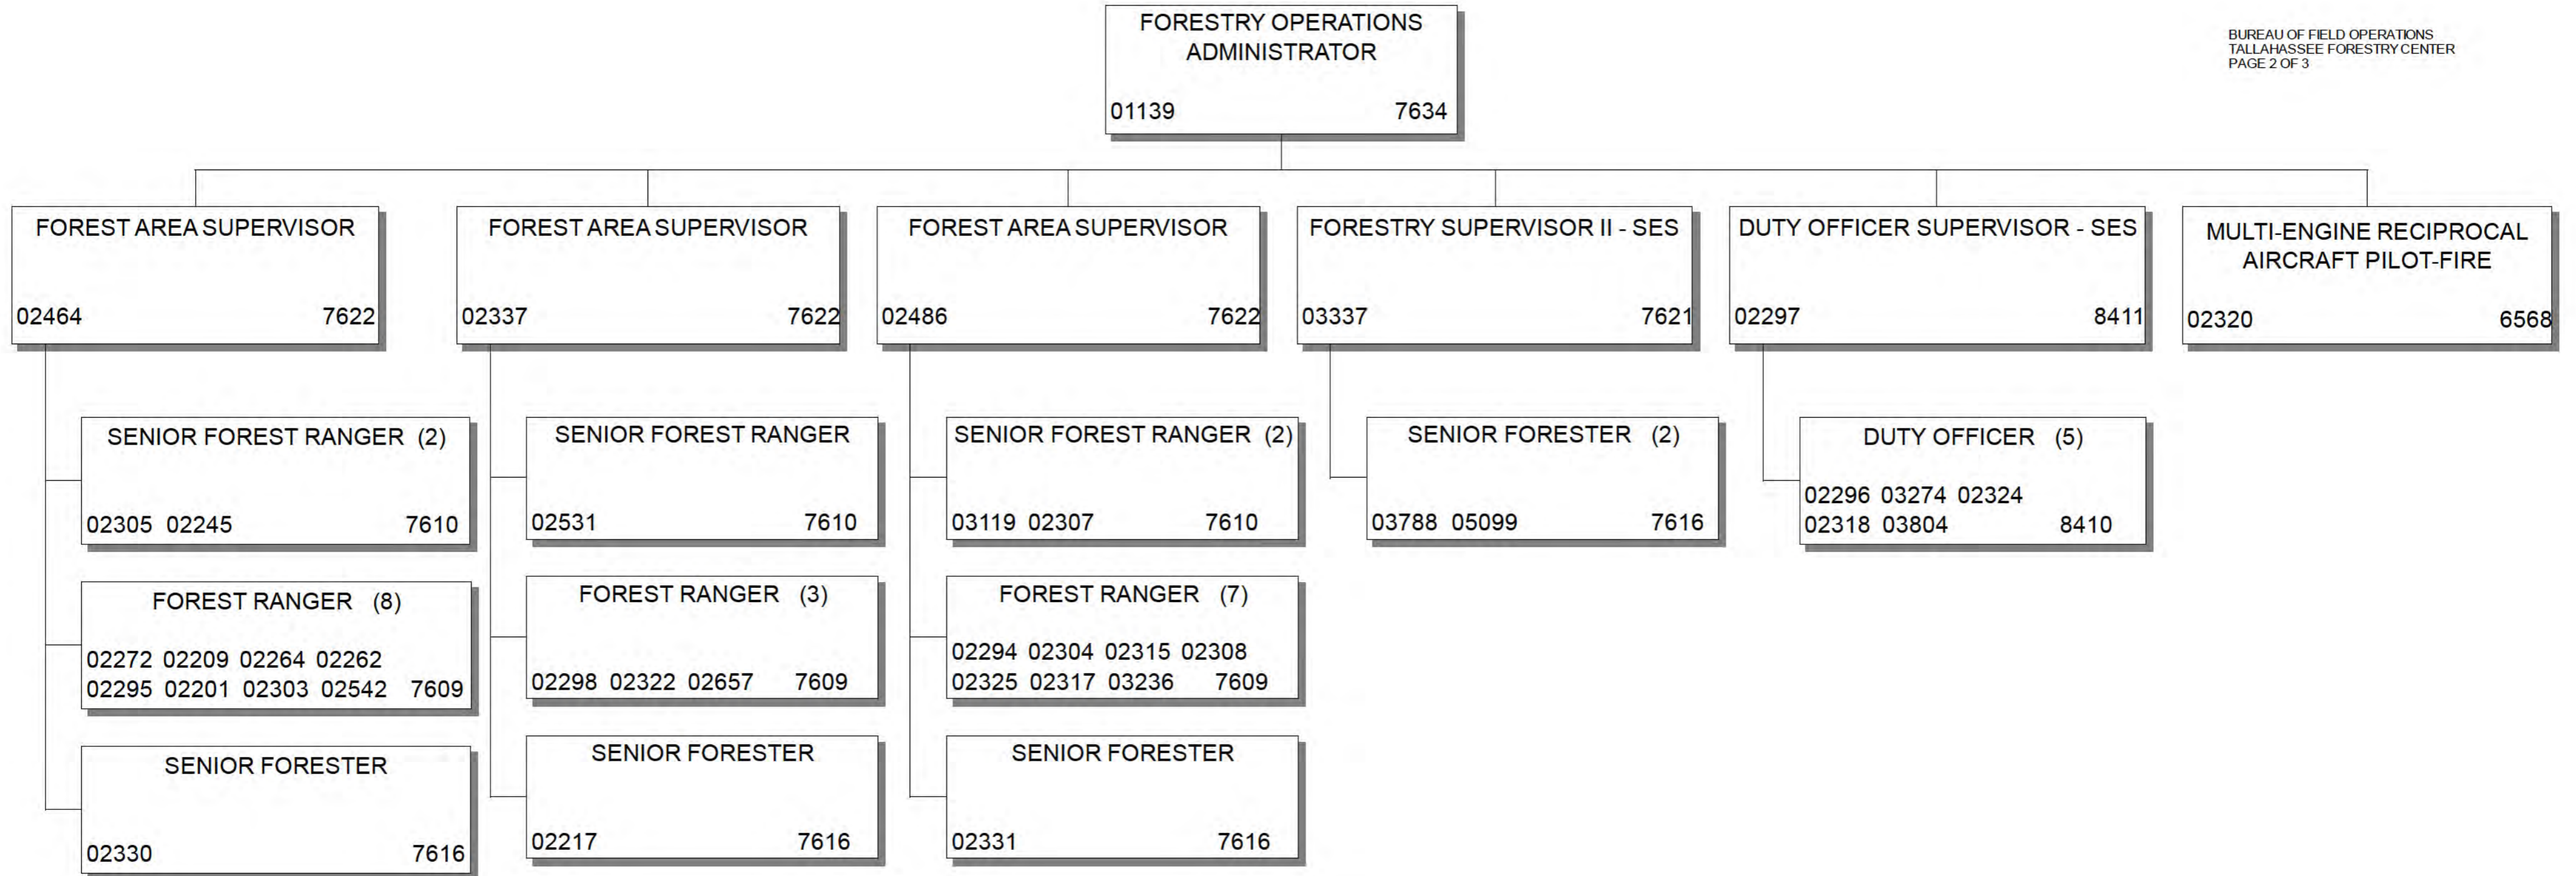 FORESTRY OPERATIONS
ADMINISTRATOR
01139 7634
BUREAU OF FIELD OPERATIONS
TALLAHASSEE FORESTRY CENTER
PAGE 2 OF 3
FOREST AREA SUPERVISOR
02464 7622
FOREST AREA SUPERVISOR
02337 7622
FOREST AREA SUPERVISOR
02486 7622
FORESTRY SUPERVISOR II - SES
03337 7621
DUTY OFFICER SUPERVISOR - SES
02297 8411
MULTI-ENGINE RECIPROCAL
AIRCRAFT PILOT-FIRE
02320 6568
SENIOR FOREST RANGER (2)
02305 02245 7610
FOREST RANGER (8)
02272 02209 02264 02262
02295 02201 02303 02542 7609
SENIOR FORESTER
02330 7616
SENIOR FOREST RANGER
02531 7610
FOREST RANGER (3)
02298 02322 02657 7609
SENIOR FORESTER
02217 7616
SENIOR FOREST RANGER (2)
03119 02307 7610
FOREST RANGER (7)
02294 02304 02315 02308
02325 02317 03236 7609
SENIOR FORESTER
02331 7616
SENIOR FORESTER (2)
03788 05099 7616
DUTY OFFICER (5)
02296 03274 02324
02318 03804 8410